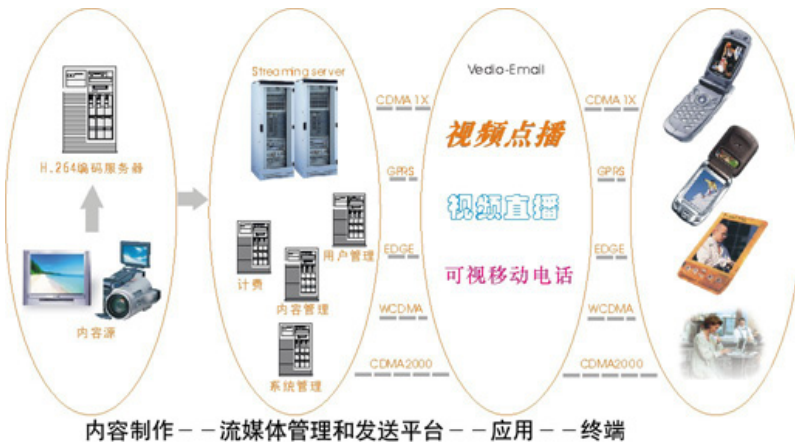 H.264编码服务器
内容源
Streaming server
用户管理
计费
内容管理
系统管理
CDMA 1X
GPRS
EDGE
WCDMA
CDMA2000
Vedio-Email
视频点播
视频直播
可视移动电话
CDMA 1X
GPRS
EDGE
WCDMA
CDMA2000
内容制作－－流媒体管理和发送平台－－应用－－终端